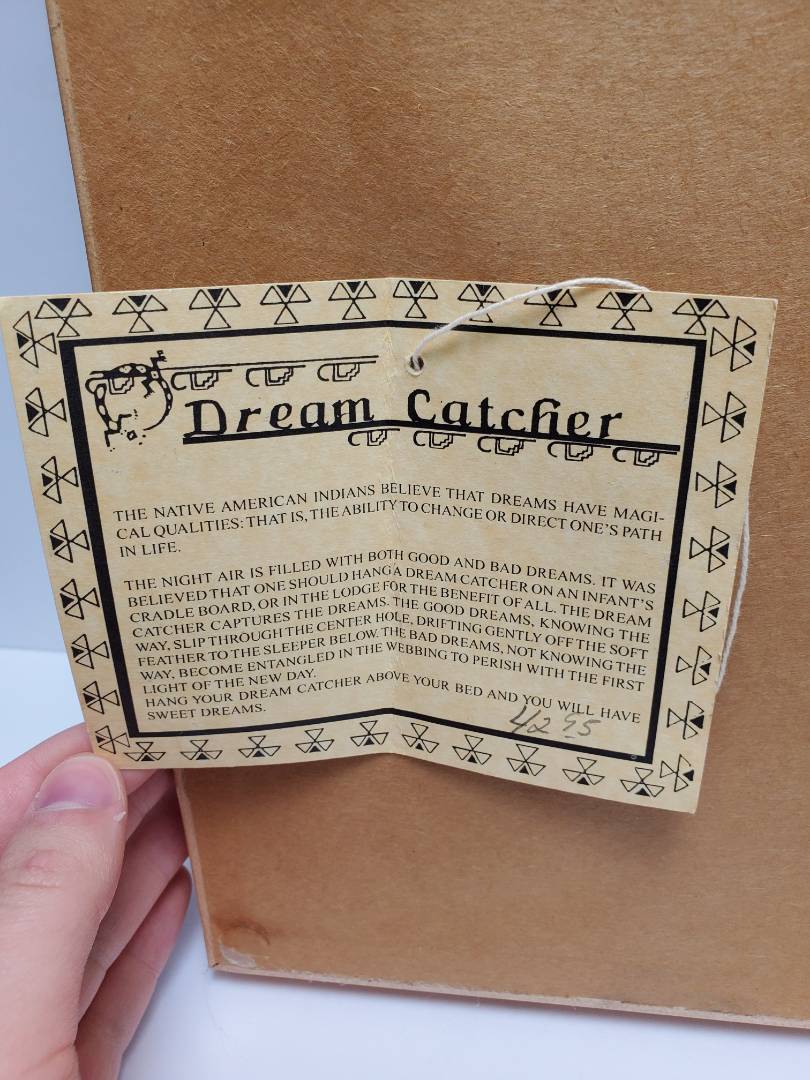 Dream Catcher
THE NATIVE AMERICAN INDIANS BELIEVE THAT DREAMS HAVE MAGI-
CAL QUALITIES: THAT IS, THE ABILITY TO CHANGE OR DIRECT ONE'S PATH
IN LIFE.
THE NIGHT AIR IS FILLED WITH BOTH GOOD AND BAD DREAMS. IT WAS
BELIEVED THAT ONE SHOULD HANG A DREAM CATCHER ON AN INFANT'S
CRADLE BOARD, OR IN THE LODGE FOR THE BENEFIT OF ALL. THE DREAM
CATCHER CAPTURES THE DREAMS. THE GOOD DREAMS, KNOWING THE
WAY, SLIP THROUGH THE CENTER HOLE, DRIFTING GENTLY OFF THE SOFT
FEATHER TO THE SLEEPER BELOW. THE BAD DREAMS, NOT KNOWING THE
WAY, BECOME ENTANGLED IN THE WEBBING TO PERISH WITH THE FIRST
LIGHT OF THE NEW DAY.
HANG YOUR DREAM CATCHER ABOVE YOUR BED AND YOU WILL HAVE
SWEET DREAMS.
42 95